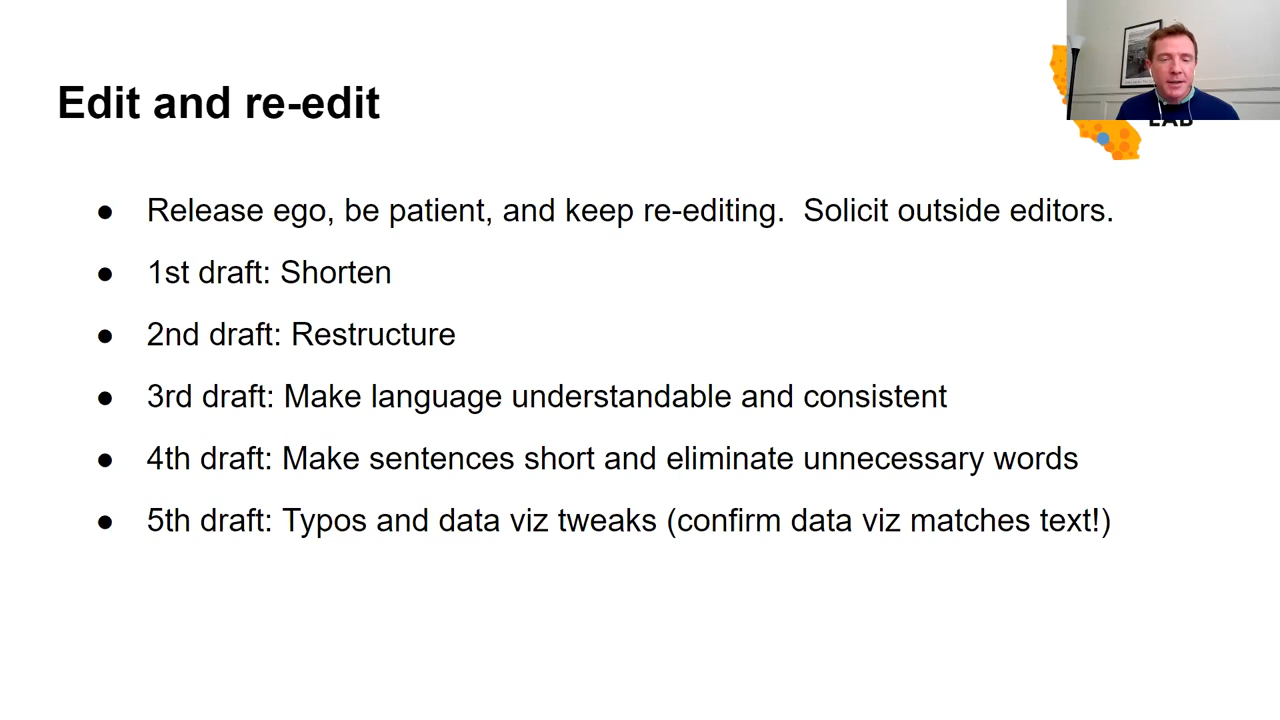 Edit and re-edit
● Release ego, be patient, and keep re-editing.  Solicit outside editors.
● 1st draft: Shorten
● 2nd draft: Restructure
● 3rd draft: Make language understandable and consistent
● 4th draft: Make sentences short and eliminate unnecessary words
● 5th draft: Typos and data viz tweaks (confirm data viz matches text!)
LAB